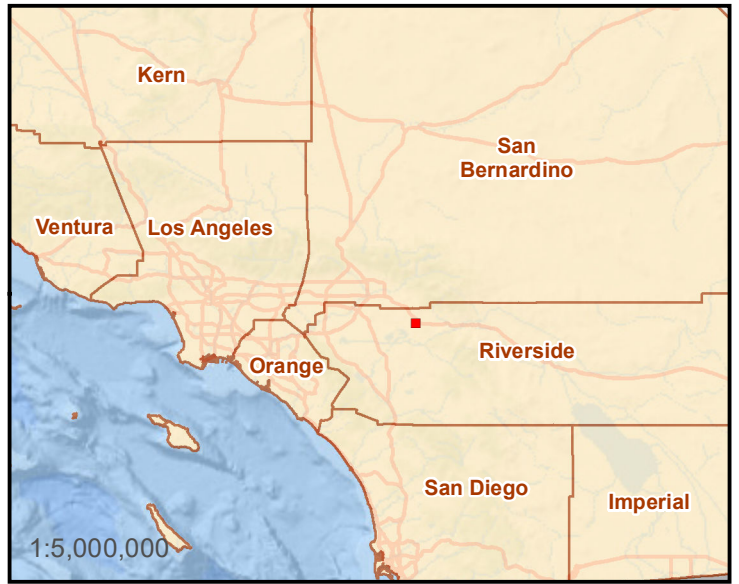 Kern
San
Bernardino
Ventura
Los Angeles
Riverside
Orange
San Diego
Imperial
1:5,000,000